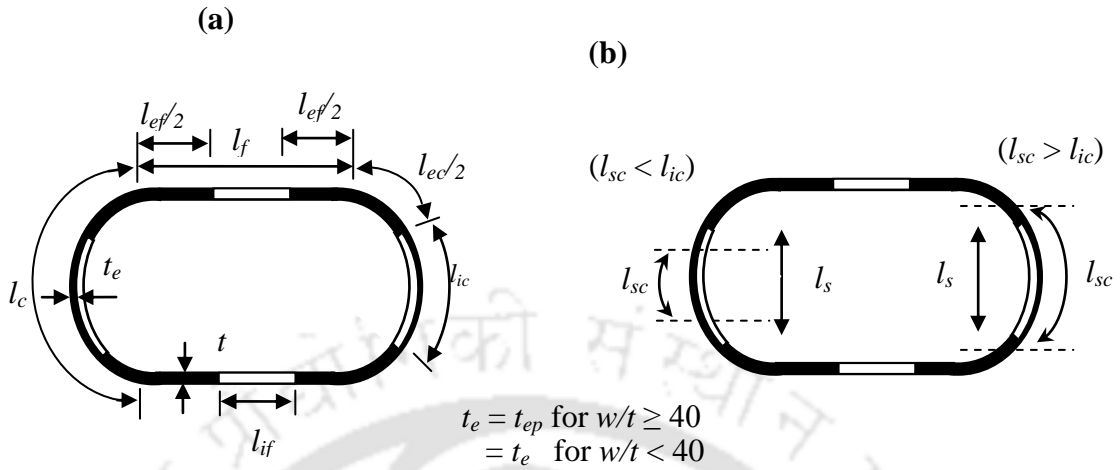 (a)
(b)
l_ef/2
l_ef/2
l_f
l_ec/2
(l_sc < l_ic)
(l_sc > l_ic)
t_e
l_c
l_ic
l_sc
l_s
l_s
l_sc
t
l_if
t_e = t_ep for w/t ≥ 40
= t_e for w/t < 40